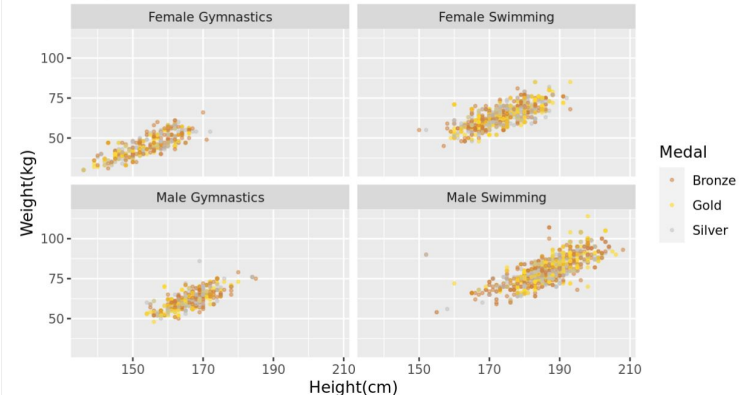 Female Gymnastics
Female Swimming
100
75
50
Male Gymnastics
Male Swimming
100
75
50
150 170 190 210
150 170 190 210
Height(cm)
Weight(kg)
Medal
Bronze
Gold
Silver